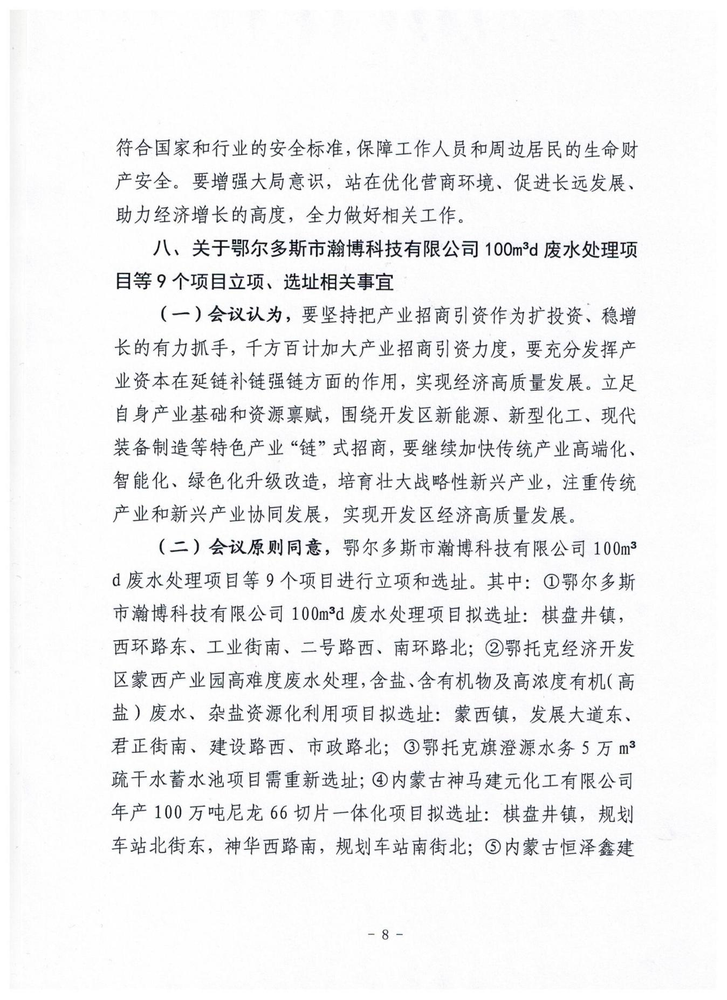 符合国家和行业的安全标准,保障工作人员和周边居民的生命财
产安全。要增强大局意识，站在优化营商环境、促进长远发展、
助力经济增长的高度，全力做好相关工作。
八、关于鄂尔多斯市瀚博科技有限公司100m³d废水处理项
目等9个项目立项、选址相关事宜
（一）会议认为，要坚持把产业招商引资作为扩投资、稳增
长的有力抓手，千方百计加大产业招商引资力度，要充分发挥产
业资本在延链补链强链方面的作用，实现经济高质量发展。立足
自身产业基础和资源禀赋，围绕开发区新能源、新型化工、现代
装备制造等特色产业“链”式招商，要继续加快传统产业高端化、
智能化、绿色化升级改造，培育壮大战略性新兴产业，注重传统
产业和新兴产业协同发展，实现开发区经济高质量发展。
（二）会议原则同意，鄂尔多斯市瀚博科技有限公司100m³
d废水处理项目等9个项目进行立项和选址。其中：①鄂尔多斯
市瀚博科技有限公司100m³d废水处理项目拟选址：棋盘井镇，
西环路东、工业街南、二号路西、南环路北；②鄂托克经济开发
区蒙西产业园高难度废水处理,含盐、含有机物及高浓度有机(高
盐)废水、杂盐资源化利用项目拟选址：蒙西镇，发展大道东、
君正街南、建设路西、市政路北；③鄂托克旗澄源水务5万m³
疏干水蓄水池项目需重新选址；④内蒙古神马建元化工有限公司
年产100万吨尼龙66切片一体化项目拟选址：棋盘井镇，规划
车站北街东，神华西路南，规划车站南街北；⑤内蒙古恒泽鑫建
- 8 -